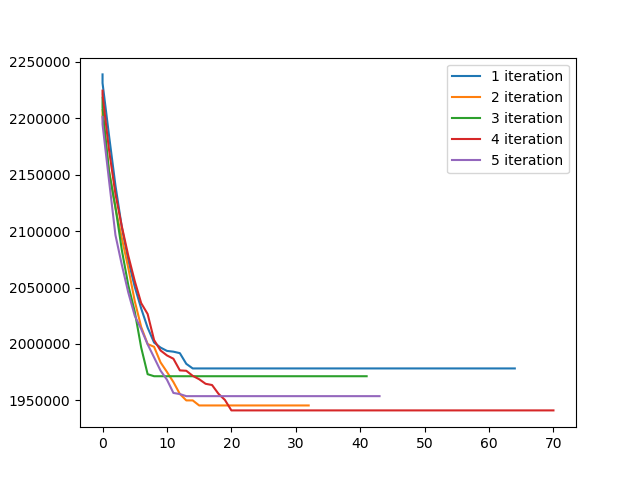 2250000
2200000
2150000
2100000
2050000
2000000
1950000
0 10 20 30 40 50 60 70
1 iteration
2 iteration
3 iteration
4 iteration
5 iteration